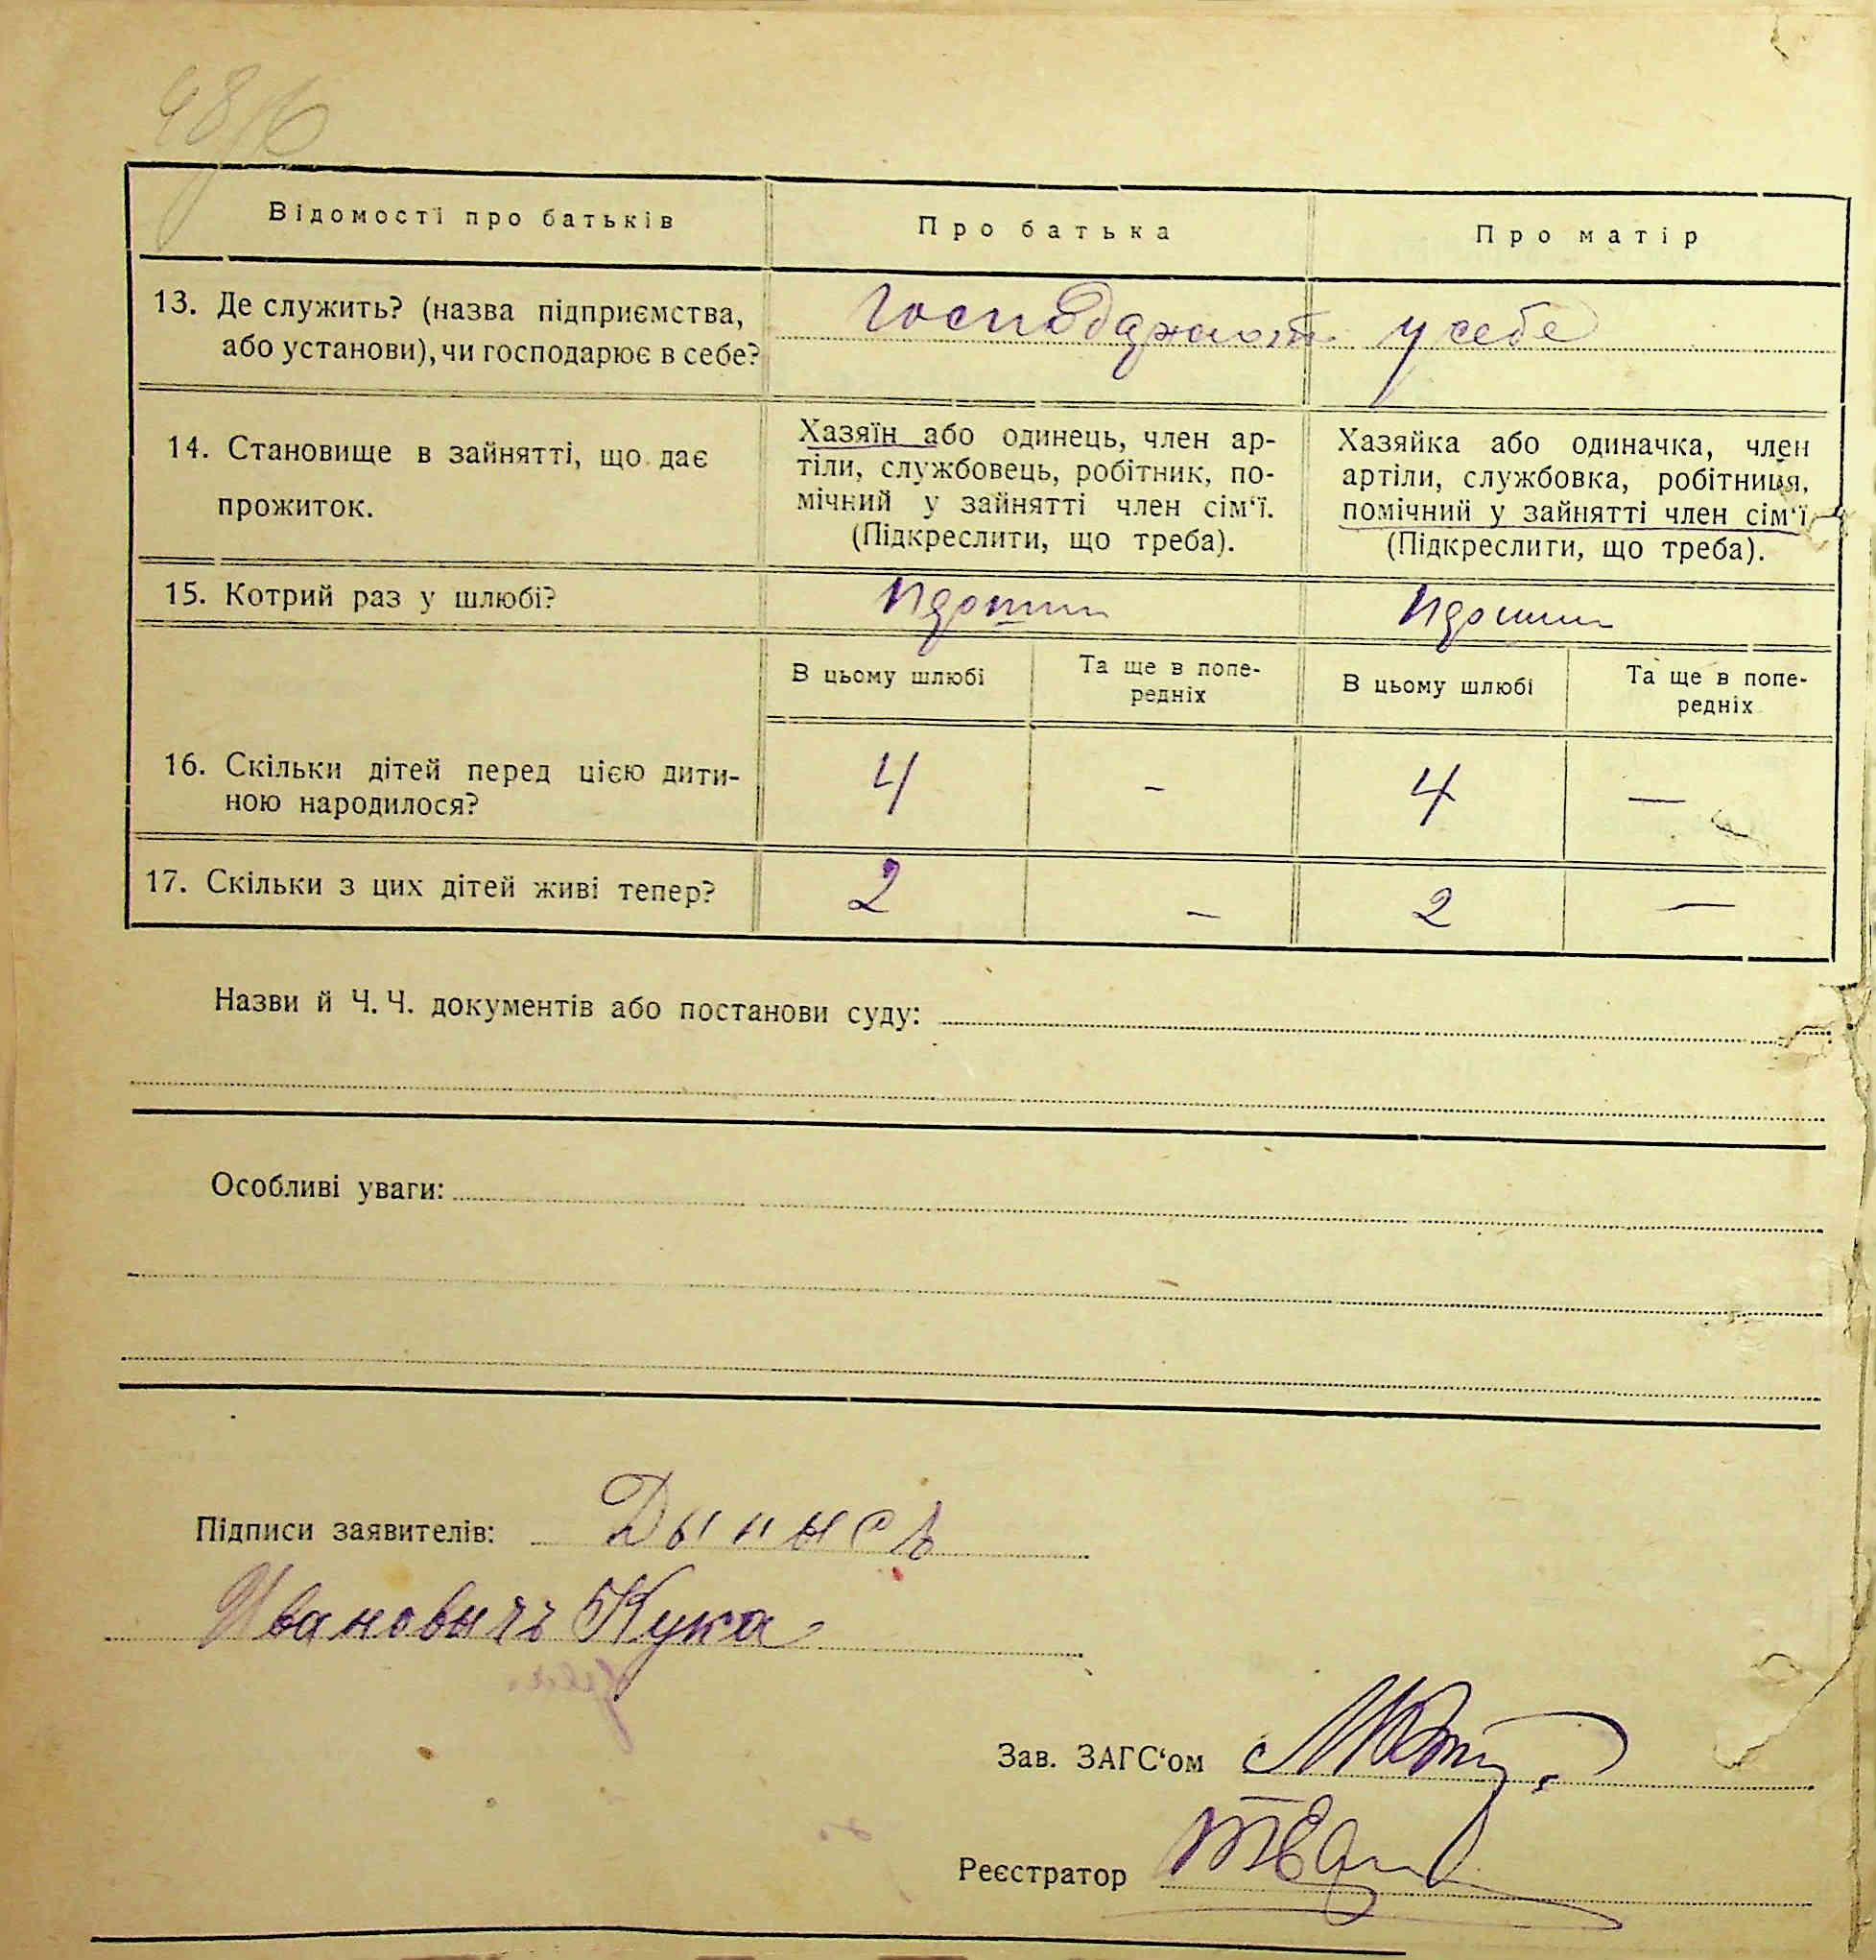 Відомості про батьків
Про батька
Про матір
13. Де служить? (назва підприємства,
або установи), чи господарює в себе?
у себе
14. Становище в зайнятті, що дає
прожиток.
Хазяїн або одинець, член ар-
тіли, службовець, робітник, по-
мічний у зайнятті член сім‘ї.
(Підкреслити, що треба).
Хазяйка або одиначка, член
артіли, службовка, робітниця,
помічний у зайнятті член сім‘ї
(Підкреслити, що треба).
15. Котрий раз у шлюбі?
В цьому шлюбі
Та ще в попе-
редніх
В цьому шлюбі
Та ще в попе-
редніх
16. Скільки дітей перед цією дити-
ною народилося?
4
-
4
—
17. Скільки з цих дітей живі тепер?
2
-
2
—
Назви й Ч. Ч. документів або постанови суду:
Особливі уваги:
Підписи заявителів: Дынысъ
Ивановычъ Кука
Зав. ЗАГС‘ом
Реєстратор